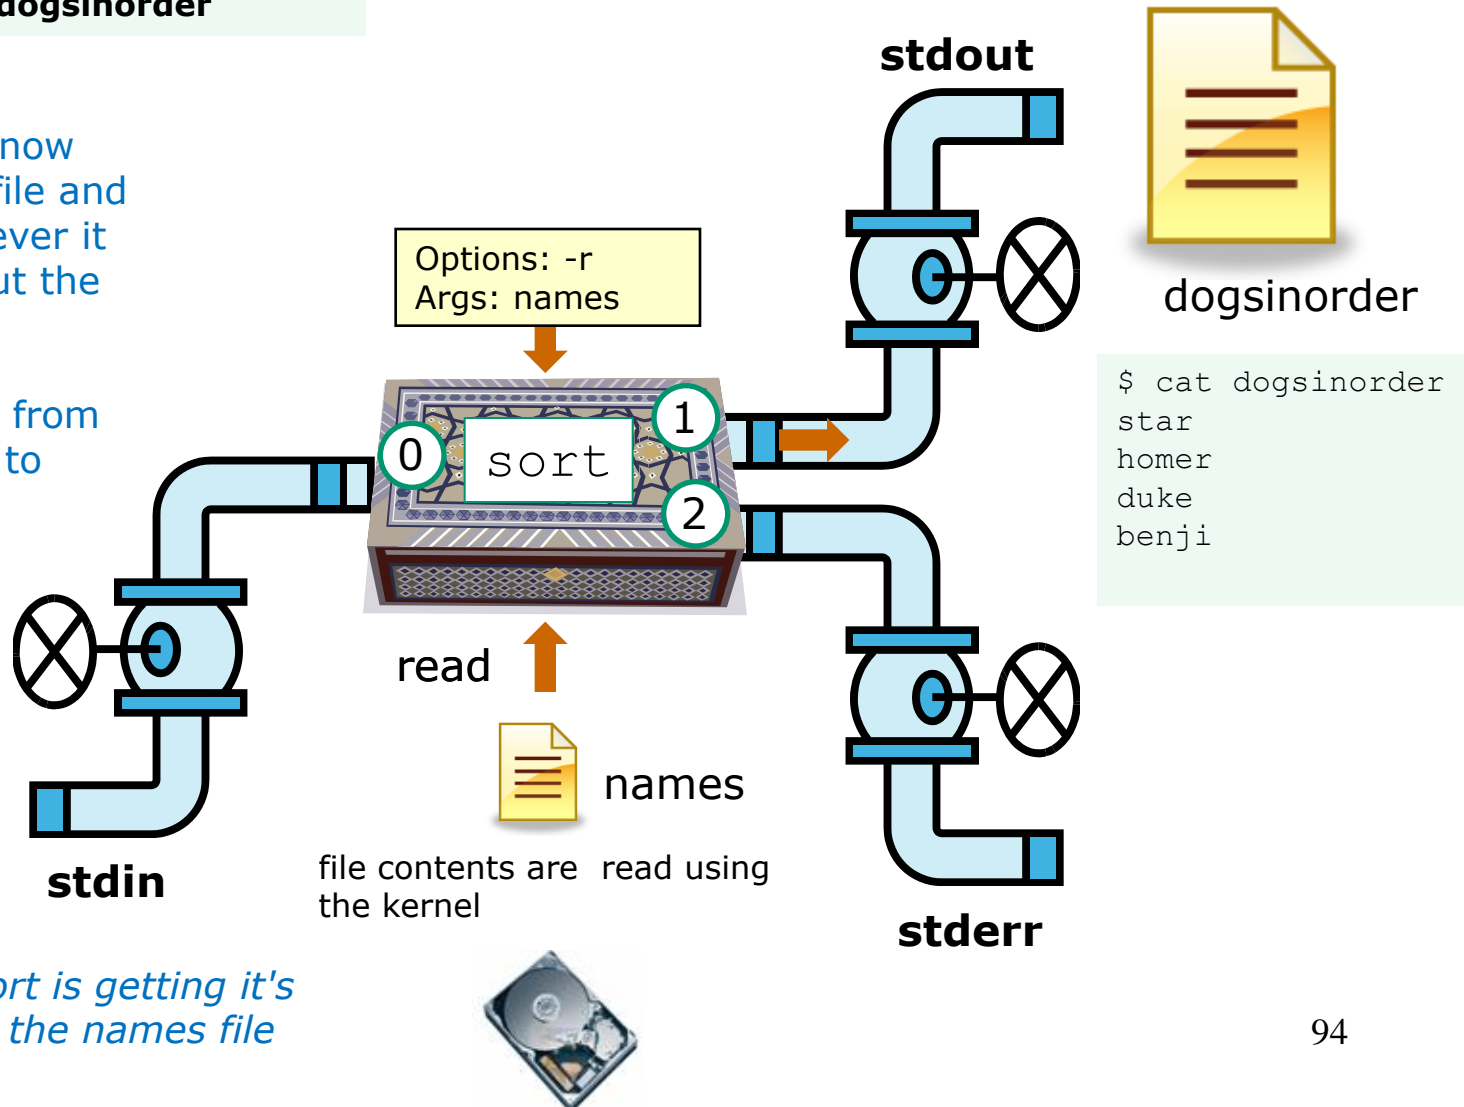 dogsinorder
now
file and
ever it
ut the
from
to
ort is getting it's
the names file
Options: -r
Args: names
0
sort
1
2
read
names
file contents are read using
the kernel
stdin
stdout
stderr
dogsinorder
$ cat dogsinorder
star
homer
duke
benji
94